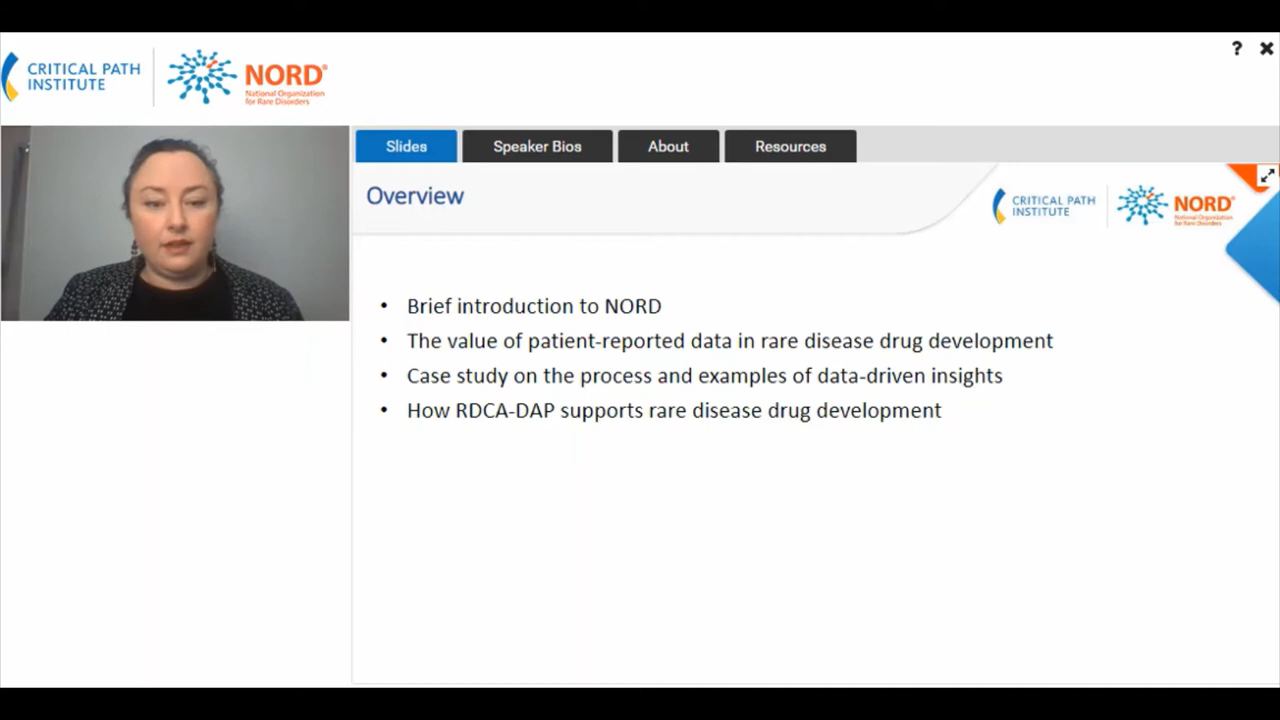 CRITICAL PATH
INSTITUTE
NORD®
National Organization
for Rare Disorders
? ✖
Slides Speaker Bios About Resources
Overview
CRITICAL PATH
INSTITUTE
NORD®
National Organization
for Rare Disorders
• Brief introduction to NORD
• The value of patient-reported data in rare disease drug development
• Case study on the process and examples of data-driven insights
• How RDCA-DAP supports rare disease drug development